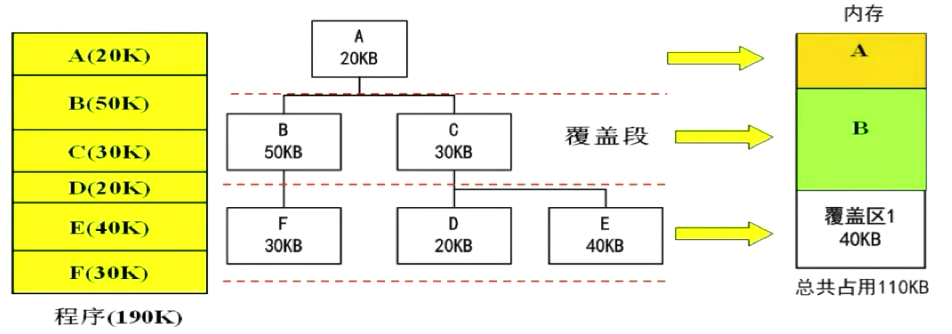 A(20K)
B(50K)
C(30K)
D(20K)
E(40K)
F(30K)
程序(190K)
A
20KB
B
50KB
C
30KB
覆盖段
F
30KB
D
20KB
E
40KB
内存
A
B
覆盖区1
40KB
总共占用110KB